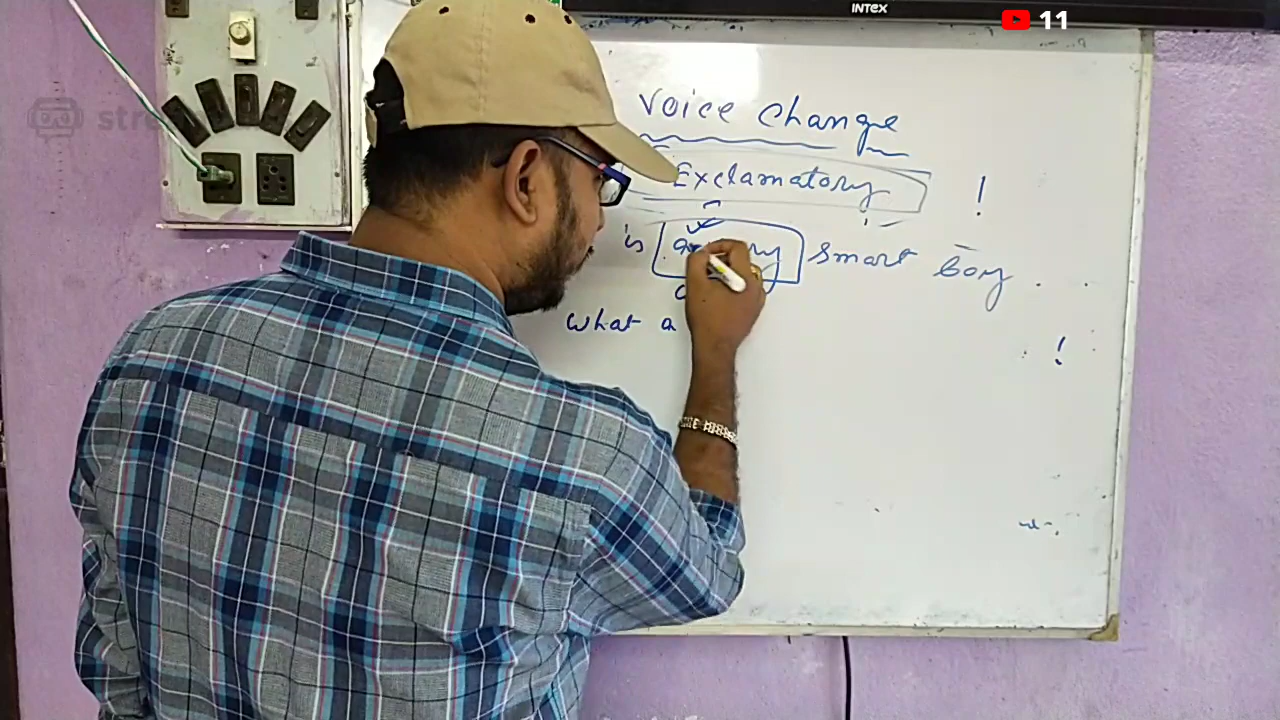 INTEX
11
Voice Change
Exclamatory !
is smart boy .
What a !